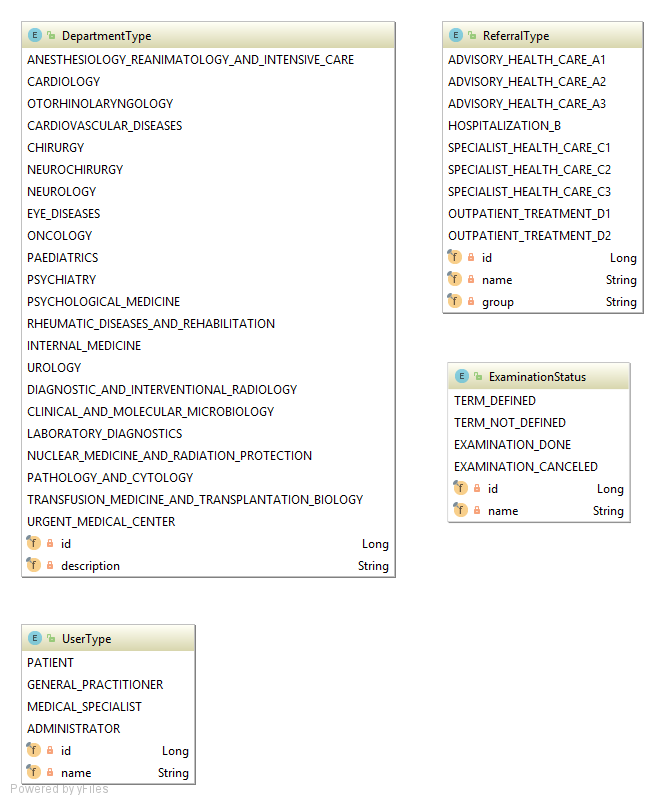 DepartmentType
ANESTHESIOLOGY_REANIMATOLOGY_AND_INTENSIVE_CARE
CARDIOLOGY
OTORHINOLARYNGOLOGY
CARDIOVASCULAR_DISEASES
CHIRURGY
NEUROCHIRURGY
NEUROLOGY
EYE_DISEASES
ONCOLOGY
PAEDIATRICS
PSYCHIATRY
PSYCHOLOGICAL_MEDICINE
RHEUMATIC_DISEASES_AND_REHABILITATION
INTERNAL_MEDICINE
UROLOGY
DIAGNOSTIC_AND_INTERVENTIONAL_RADIOLOGY
CLINICAL_AND_MOLECULAR_MICROBIOLOGY
LABORATORY_DIAGNOSTICS
NUCLEAR_MEDICINE_AND_RADIATION_PROTECTION
PATHOLOGY_AND_CYTOLOGY
TRANSFUSION_MEDICINE_AND_TRANSPLANTATION_BIOLOGY
URGENT_MEDICAL_CENTER
f id Long
f description String
E ReferralType
ADVISORY_HEALTH_CARE_A1
ADVISORY_HEALTH_CARE_A2
ADVISORY_HEALTH_CARE_A3
HOSPITALIZATION_B
SPECIALIST_HEALTH_CARE_C1
SPECIALIST_HEALTH_CARE_C2
SPECIALIST_HEALTH_CARE_C3
OUTPATIENT_TREATMENT_D1
OUTPATIENT_TREATMENT_D2
f id Long
f name String
f group String
E ExaminationStatus
TERM_DEFINED
TERM_NOT_DEFINED
EXAMINATION_DONE
EXAMINATION_CANCELED
f id Long
f name String
E UserType
PATIENT
GENERAL_PRACTITIONER
MEDICAL_SPECIALIST
ADMINISTRATOR
f id Long
f name String
Powered by yFiles